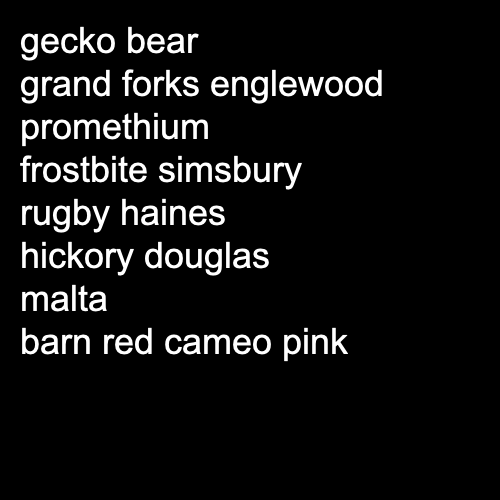 gecko bear
grand forks englewood
promethium
frostbite simsbury
rugby haines
hickory douglas
malta
barn red cameo pink